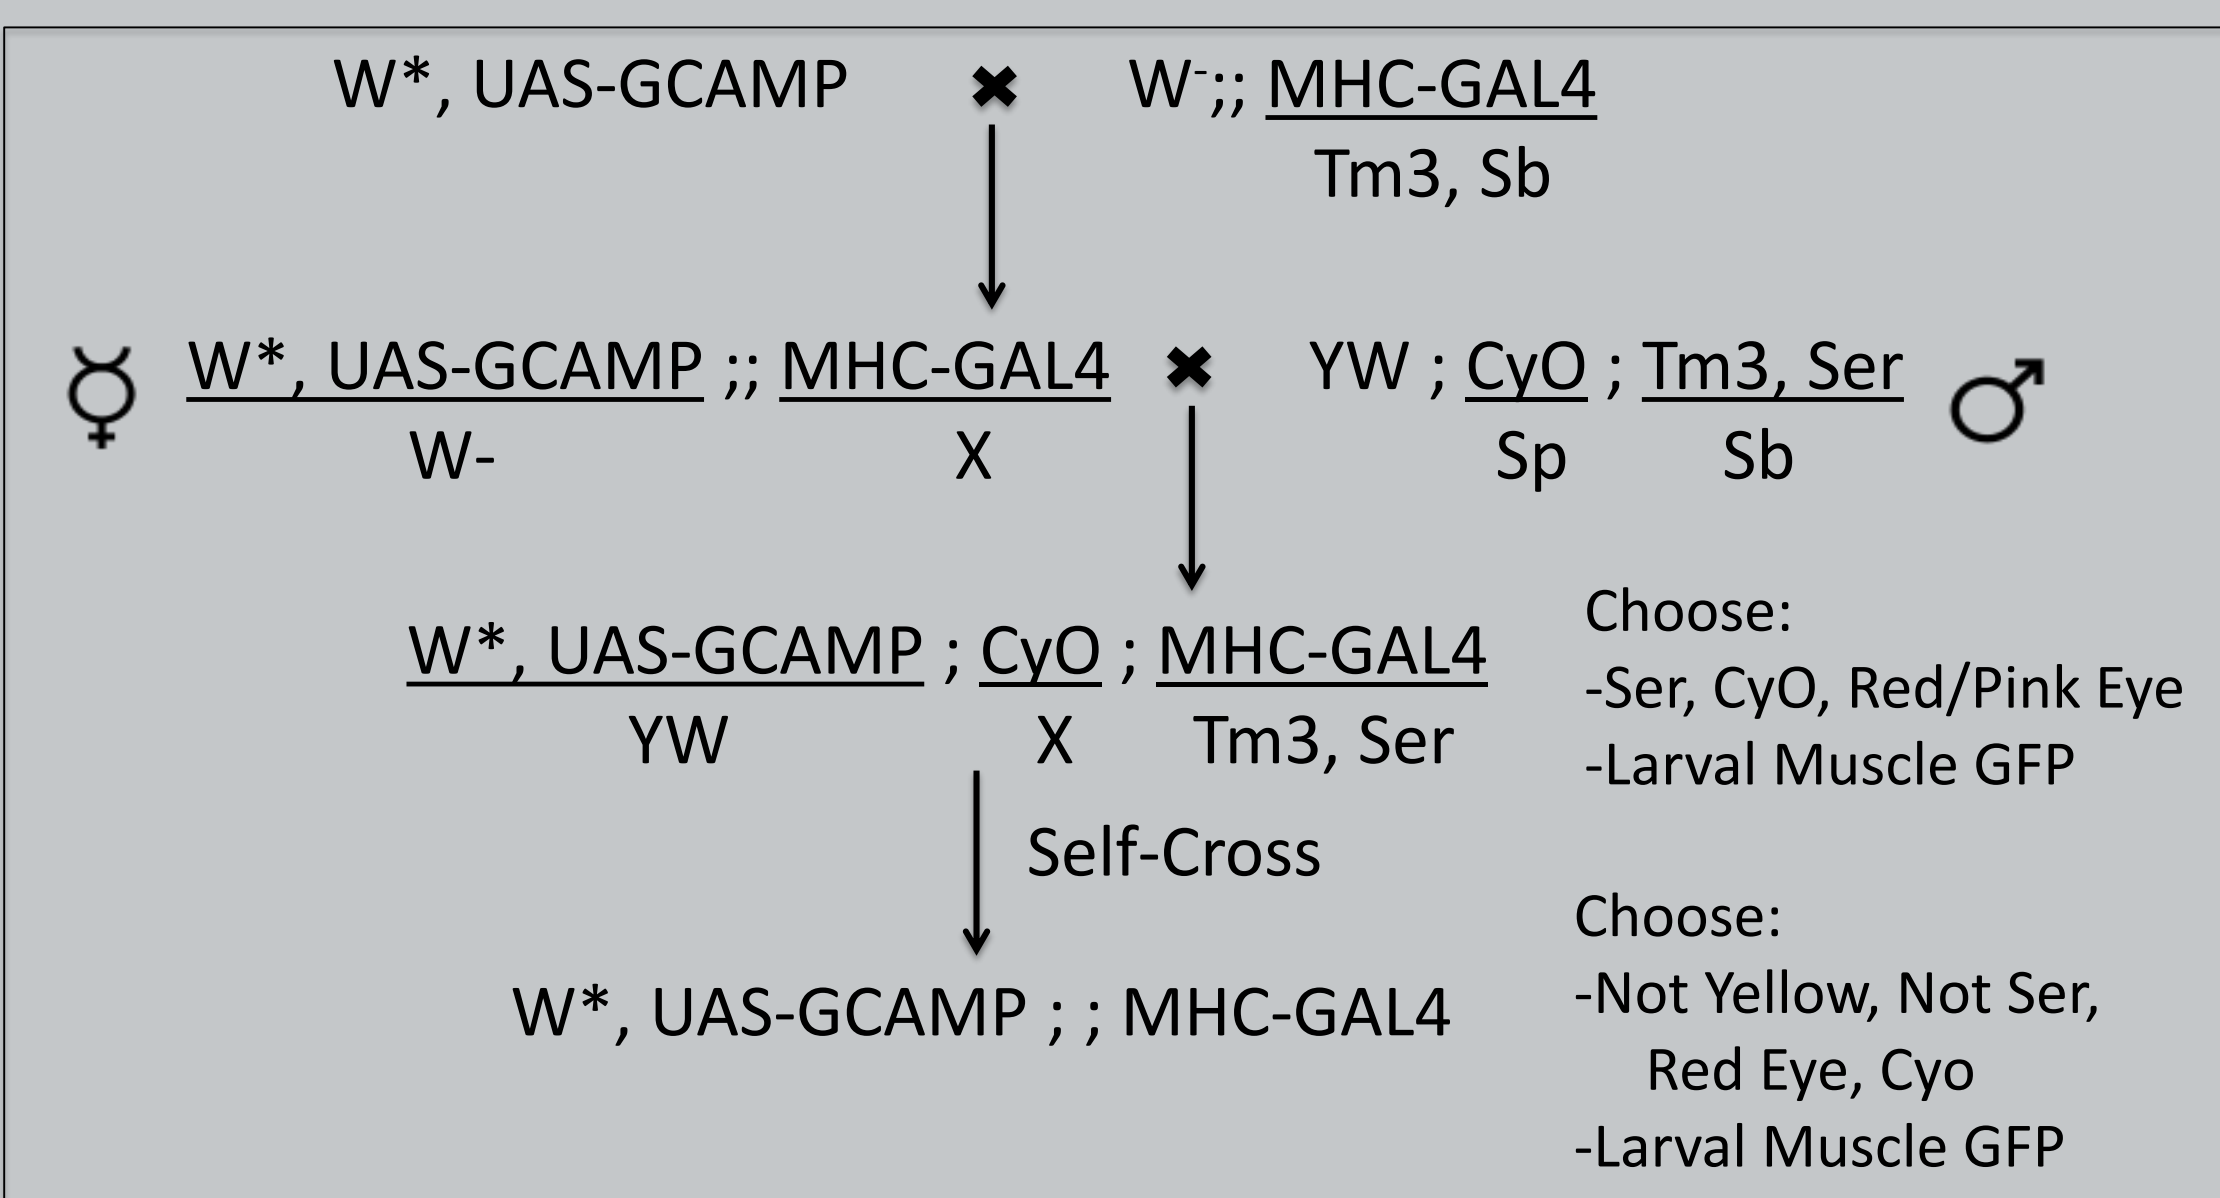 W*, UAS-GCAMP ✖ W-;; MHC-GAL4
Tm3, Sb
☿ W*, UAS-GCAMP ;; MHC-GAL4 ✖ YW ; CyO ; Tm3, Ser ♂
W- X Sp Sb
W*, UAS-GCAMP ; CyO ; MHC-GAL4
YW X Tm3, Ser
Choose:
-Ser, CyO, Red/Pink Eye
-Larval Muscle GFP
Self-Cross
W*, UAS-GCAMP ; ; MHC-GAL4
Choose:
-Not Yellow, Not Ser,
Red Eye, Cyo
-Larval Muscle GFP